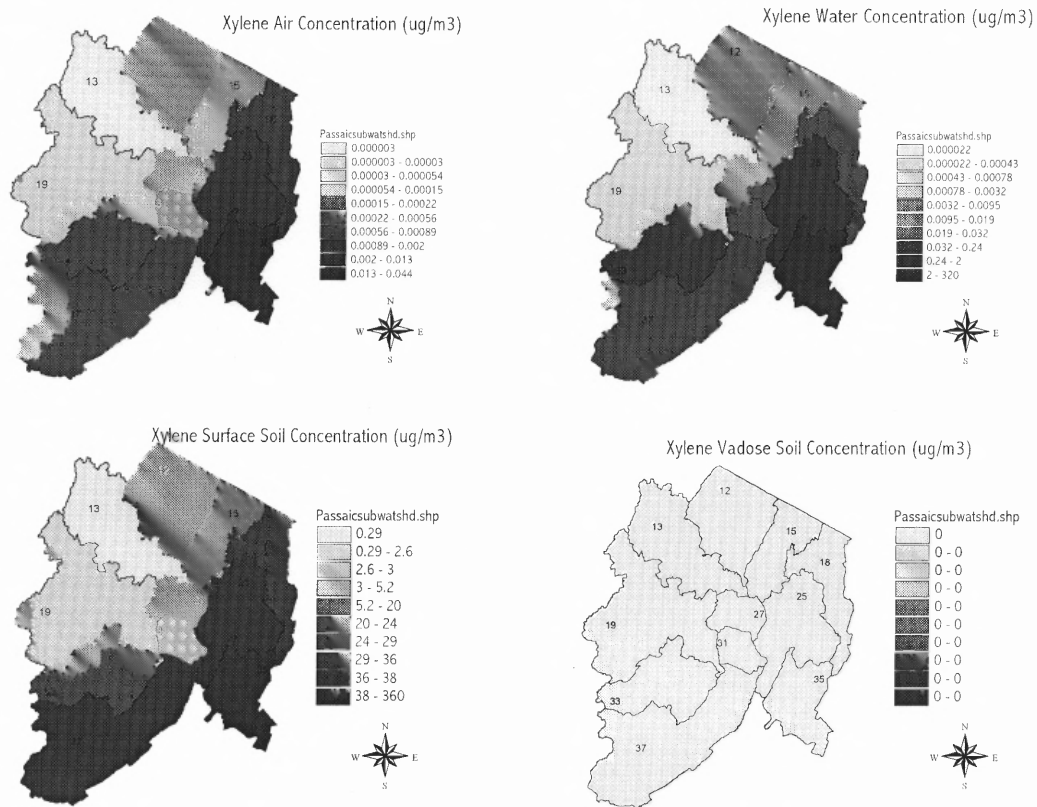 Xylene Air Concentration (ug/m3)
13
15
19
Passaicsubwatshd.shp
0.000003
0.000003 - 0.00003
0.00003 - 0.000054
0.000054 - 0.00015
0.00015 - 0.00022
0.00022 - 0.00056
0.00056 - 0.00089
0.00089 - 0.002
0.002 - 0.013
0.013 - 0.044
N
W E
S
Xylene Water Concentration (ug/m3)
12
13
15
19
37
Passaicsubwatshd.shp
0.000022
0.000022 - 0.00043
0.00043 - 0.00078
0.00078 - 0.0032
0.0032 - 0.0095
0.0095 - 0.019
0.019 - 0.032
0.032 - 0.24
0.24 - 2
2 - 320
N
W E
S
Xylene Surface Soil Concentration (ug/m3)
12
13
15
19
Passaicsubwatshd.shp
0.29
0.29 - 2.6
2.6 - 3
3 - 5.2
5.2 - 20
20 - 24
24 - 29
29 - 36
36 - 38
38 - 360
N
W E
S
Xylene Vadose Soil Concentration (ug/m3)
12
13
15
18
25
27
19
31
35
33
37
Passaicsubwatshd.shp
0
0 - 0
0 - 0
0 - 0
0 - 0
0 - 0
0 - 0
0 - 0
0 - 0
0 - 0
N
W E
S